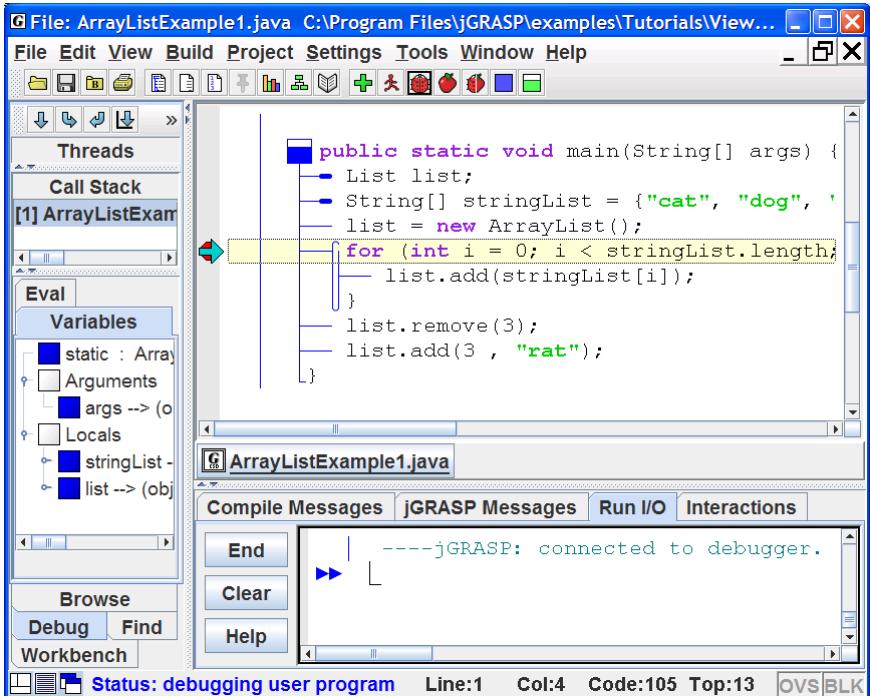 File: ArrayListExample1.java C:\Program Files\jGRASP\examples\Tutorials\View...
File Edit View Build Project Settings Tools Window Help
Threads
Call Stack
[1] ArrayListExam
Eval
Variables
static : Array
Arguments
args --> (o
Locals
stringList -
list --> (obj
Browse
Debug Find
Workbench
public static void main(String[] args) {
List list;
String[] stringList = {"cat", "dog", "
list = new ArrayList();
for (int i = 0; i < stringList.length;
list.add(stringList[i]);
}
list.remove(3);
list.add(3 , "rat");
}
ArrayListExample1.java
Compile Messages jGRASP Messages Run I/O Interactions
End
Clear
Help
----jGRASP: connected to debugger.
Status: debugging user program Line:1 Col:4 Code:105 Top:13 OVS BLK